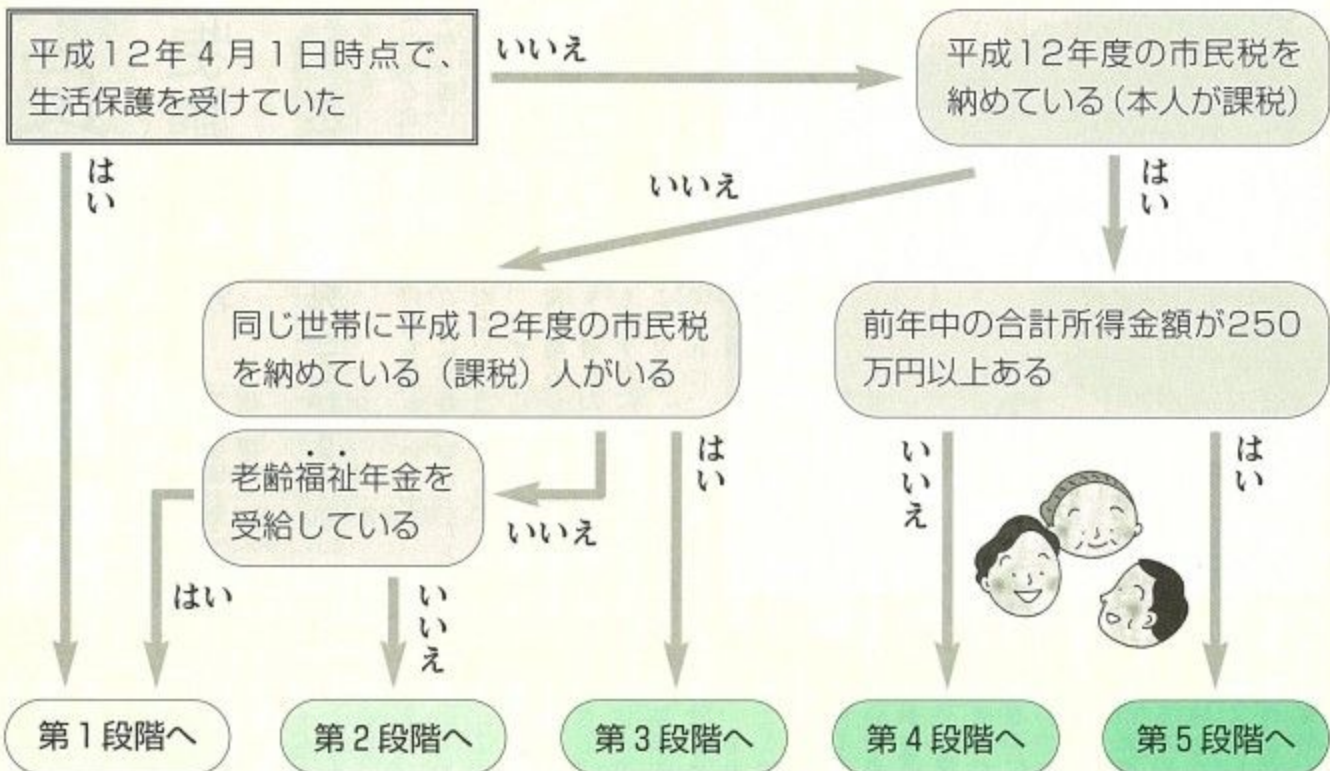 平成12年4月1日時点で、
生活保護を受けていた
いいえ
平成12年度の市民税を
納めている(本人が課税)
はい
いいえ
はい
同じ世帯に平成12年度の市民税
を納めている（課税）人がいる
前年中の合計所得金額が250
万円以上ある
老齢福祉年金を
受給している
いいえ
はい
いいえ
はい
はい
いいえ
第1段階へ
第2段階へ
第3段階へ
第4段階へ
第5段階へ